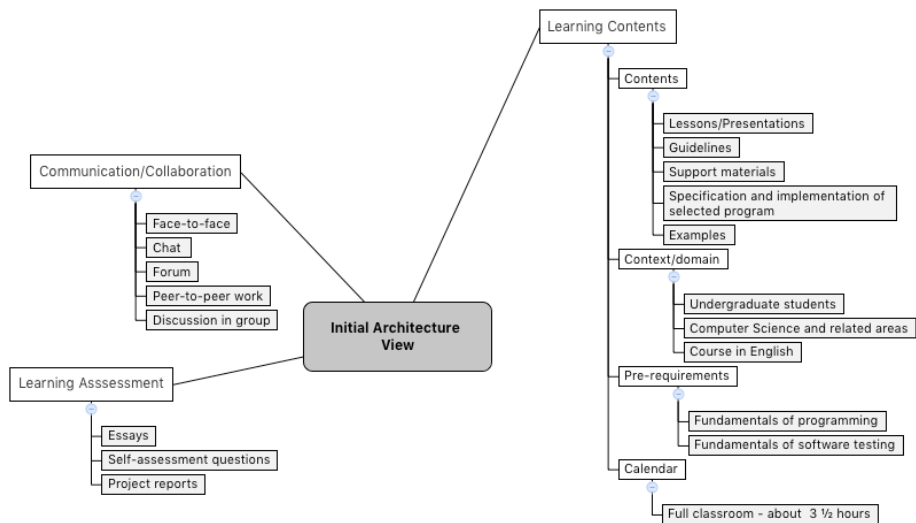 Learning Contents
Contents
Lessons/Presentations
Guidelines
Support materials
Specification and implementation of
selected program
Examples
Context/domain
Undergraduate students
Computer Science and related areas
Course in English
Pre-requirements
Fundamentals of programming
Fundamentals of software testing
Calendar
Full classroom - about 3 ½ hours
Communication/Collaboration
Face-to-face
Chat
Forum
Peer-to-peer work
Discussion in group
Initial Architecture
View
Learning Asssessment
Essays
Self-assessment questions
Project reports